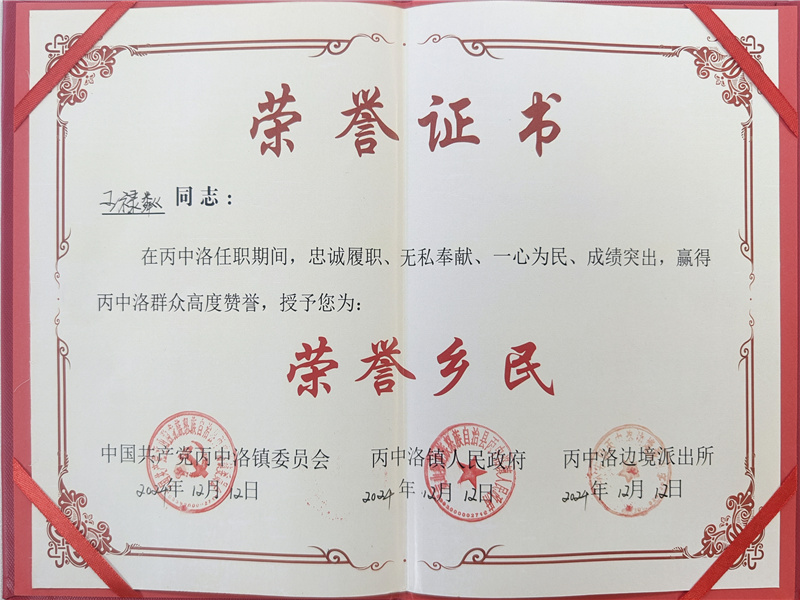 荣誉证书
同志：
在丙中洛任职期间，忠诚履职、无私奉献、一心为民、成绩突出，赢得
丙中洛群众高度赞誉，授予您为：
荣誉乡民
中国共产党丙中洛镇委员会 丙中洛镇人民政府 丙中洛边境派出所
2024年12月12日 2024年12月12日 2024年12月12日